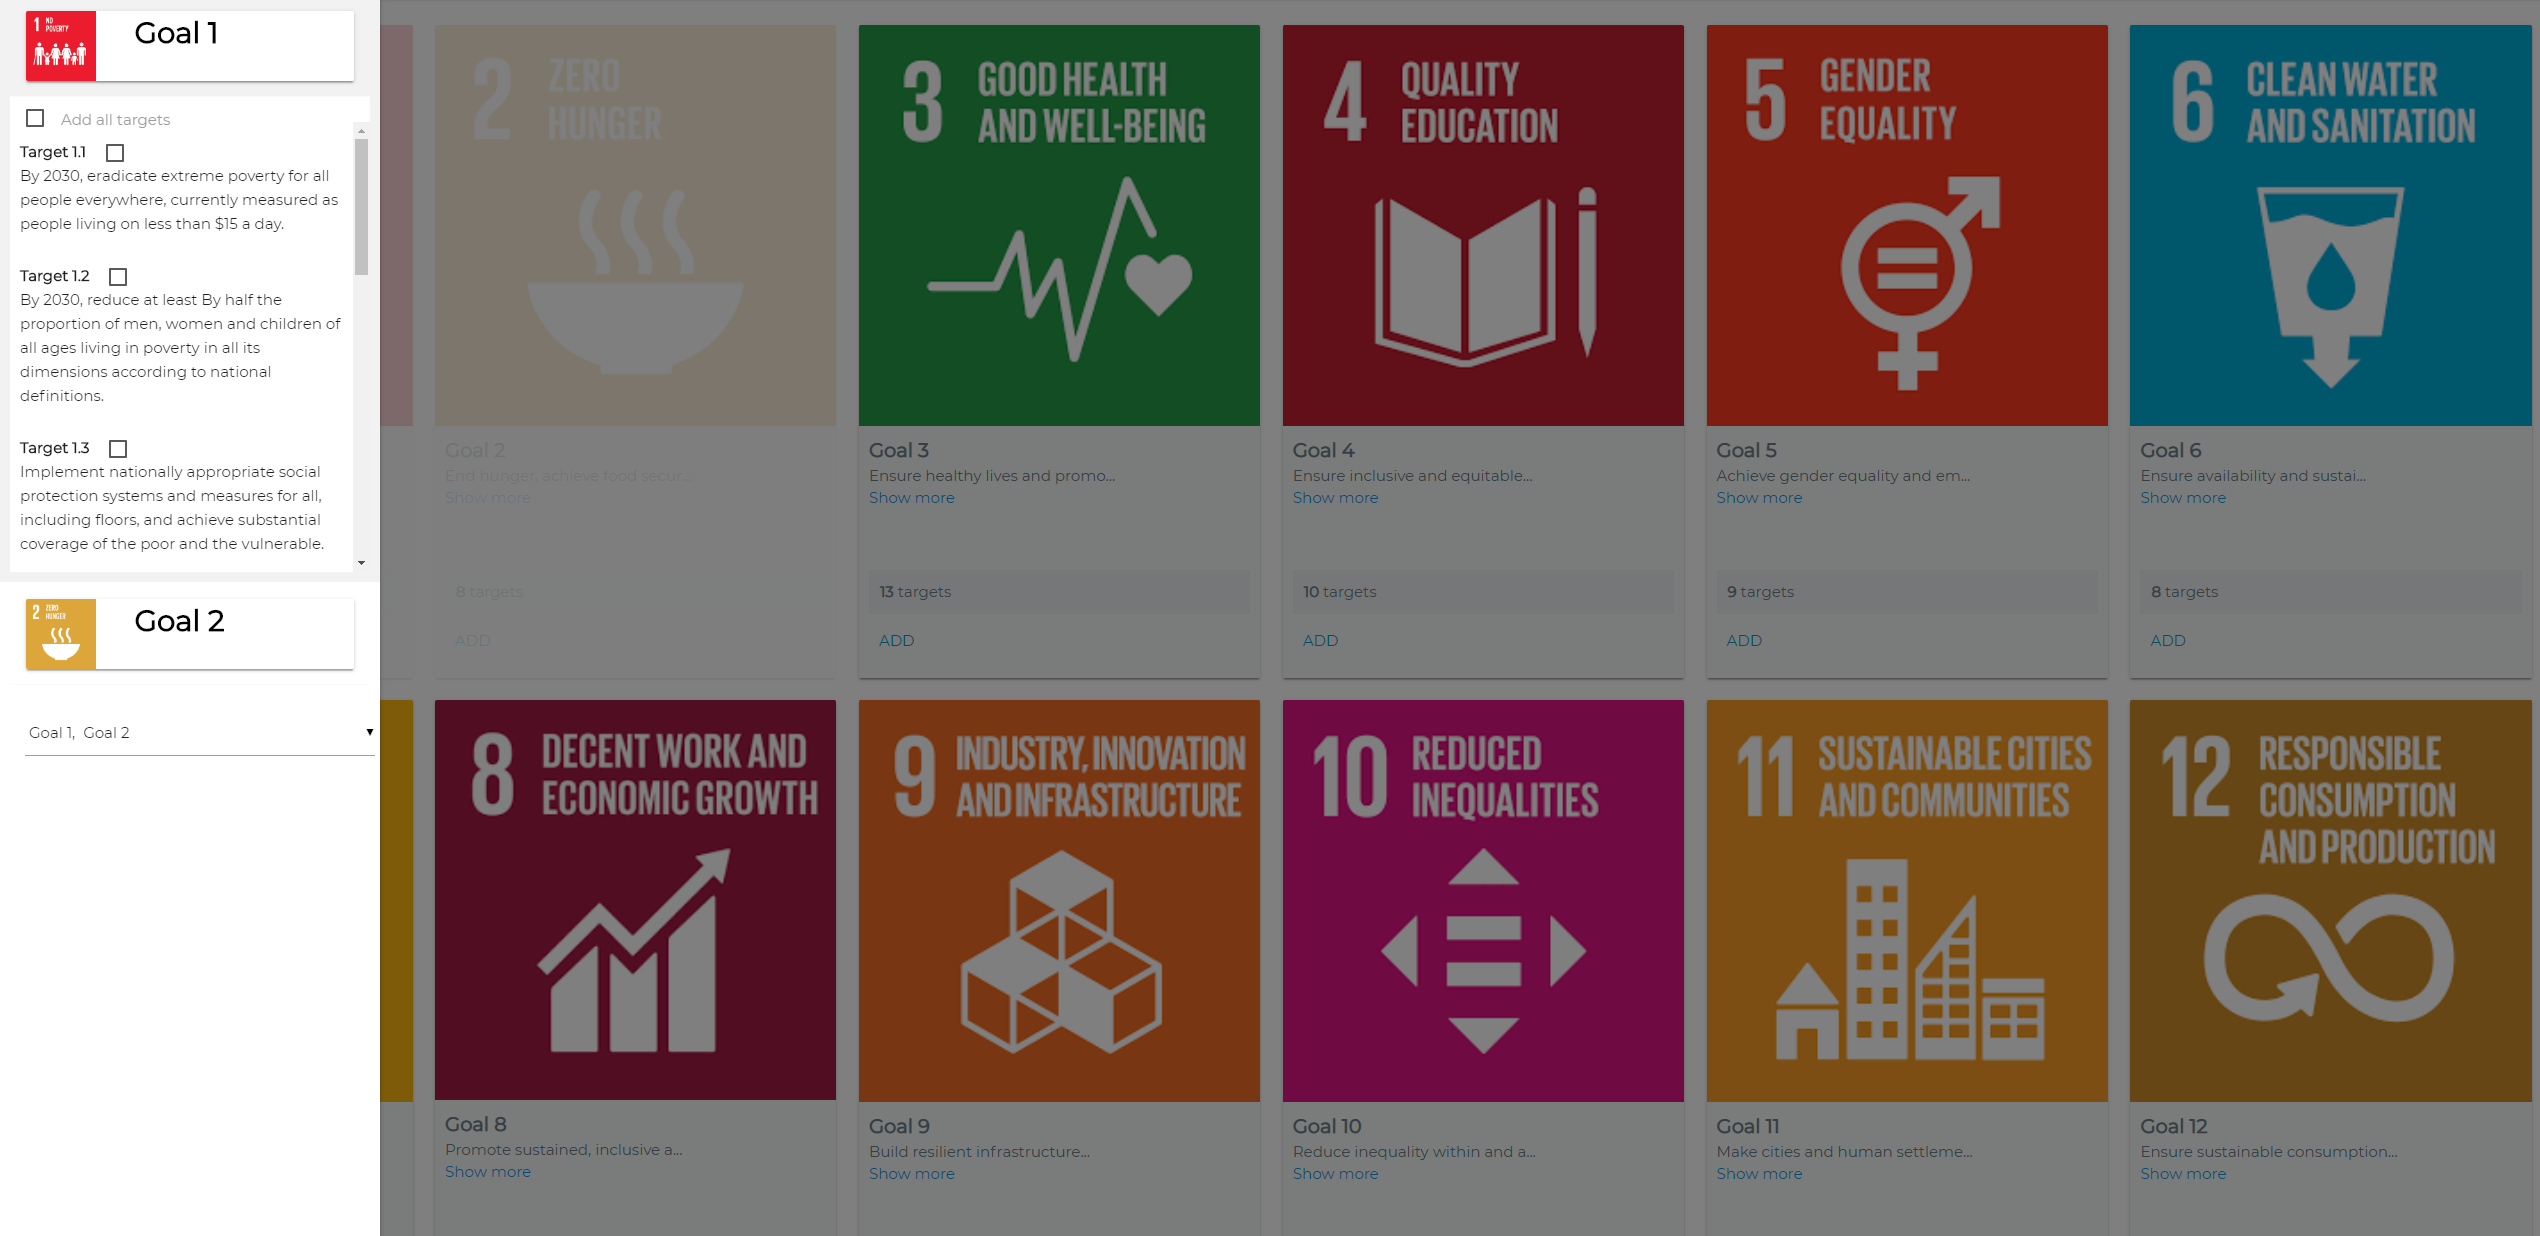 1 NO
POVERTY
Goal 1
Add all targets
Target 1.1
By 2030, eradicate extreme poverty for all
people everywhere, currently measured as
people living on less than $15 a day.
Target 1.2
By 2030, reduce at least By half the
proportion of men, women and children of
all ages living in poverty in all its
dimensions according to national
definitions.
Target 1.3
Implement nationally appropriate social
protection systems and measures for all,
including floors, and achieve substantial
coverage of the poor and the vulnerable.
2 ZERO
HUNGER
Goal 2
Goal 1, Goal 2
2 ZERO
HUNGER
Goal 2
End hunger, achieve food secur...
Show more
8 targets
ADD
3 GOOD HEALTH
AND WELL-BEING
Goal 3
Ensure healthy lives and promo...
Show more
13 targets
ADD
4 QUALITY
EDUCATION
Goal 4
Ensure inclusive and equitable...
Show more
10 targets
ADD
5 GENDER
EQUALITY
Goal 5
Achieve gender equality and em...
Show more
9 targets
ADD
6 CLEAN WATER
AND SANITATION
Goal 6
Ensure availability and sustai...
Show more
8 targets
ADD
8 DECENT WORK AND
ECONOMIC GROWTH
Goal 8
Promote sustained, inclusive a...
Show more
9 INDUSTRY, INNOVATION
AND INFRASTRUCTURE
Goal 9
Build resilient infrastructure...
Show more
10 REDUCED
INEQUALITIES
Goal 10
Reduce inequality within and a...
Show more
11 SUSTAINABLE CITIES
AND COMMUNITIES
Goal 11
Make cities and human settleme...
Show more
12 RESPONSIBLE
CONSUMPTION
AND PRODUCTION
Goal 12
Ensure sustainable consumption...
Show more